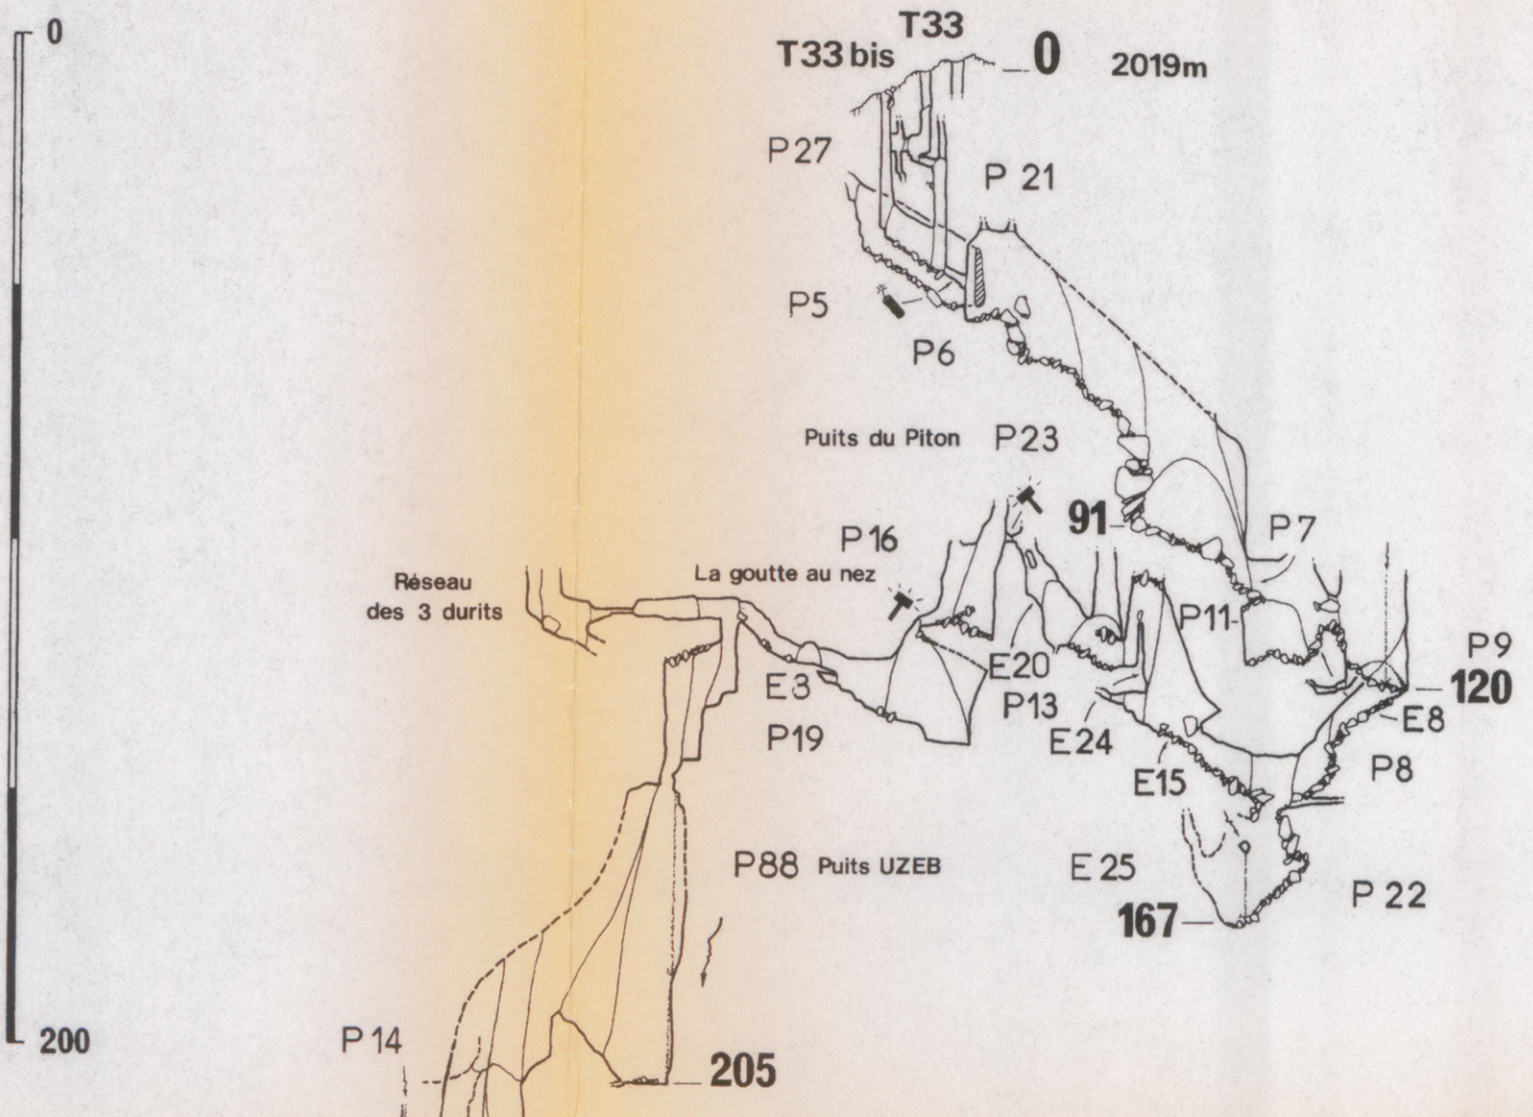 0
T33
T33 bis
0 2019m
P27
P 21
P5
P6
Puits du Piton P23
91
P7
P16
La goutte au nez
Réseau
des 3 durits
P11
P9
120
E20
E3
P13
E8
P19
E24
E15
P8
P88 Puits UZEB
E 25
P 22
167
P 14
200
205